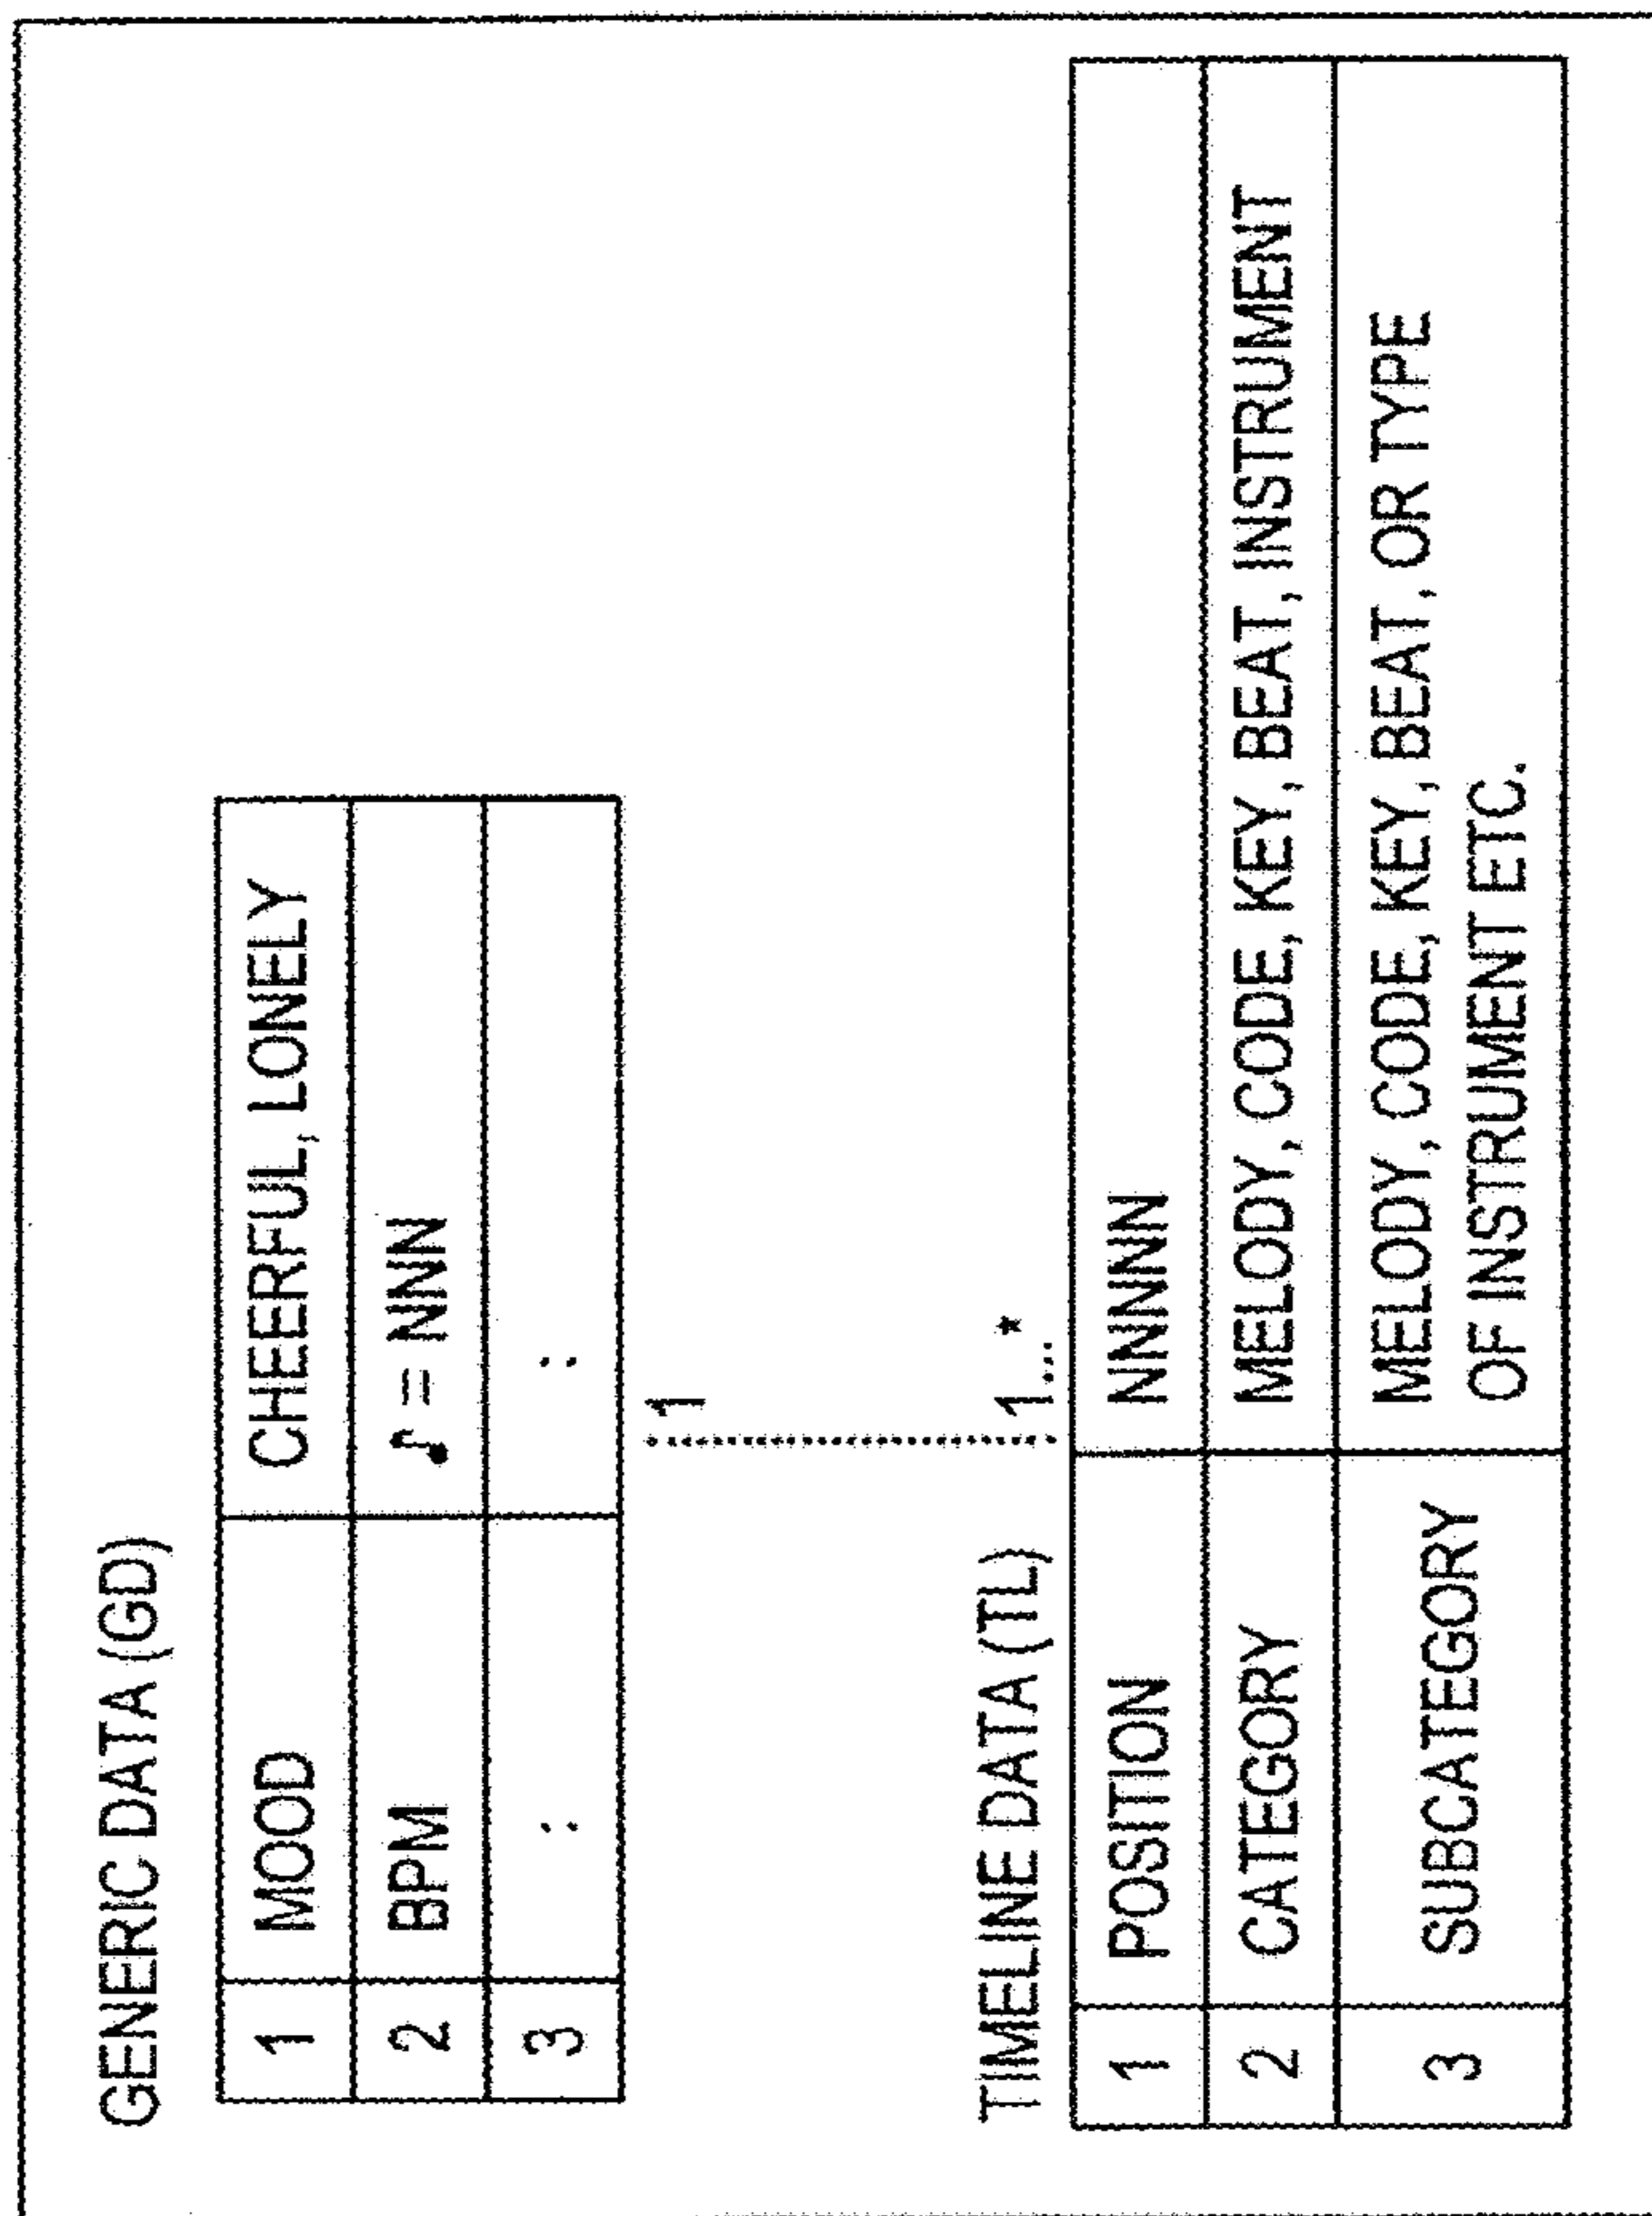 GENERIC DATA (GD)
1 MOOD CHEERFUL, LONELY
2 BPM ♪ = NNN
3 : :
1
1...*
TIMELINE DATA (TL)
1 POSITION NNNNN
2 CATEGORY MELODY, CODE, KEY, BEAT, INSTRUMENT
3 SUBCATEGORY MELODY, CODE, KEY, BEAT, OR TYPE
OF INSTRUMENT ETC.